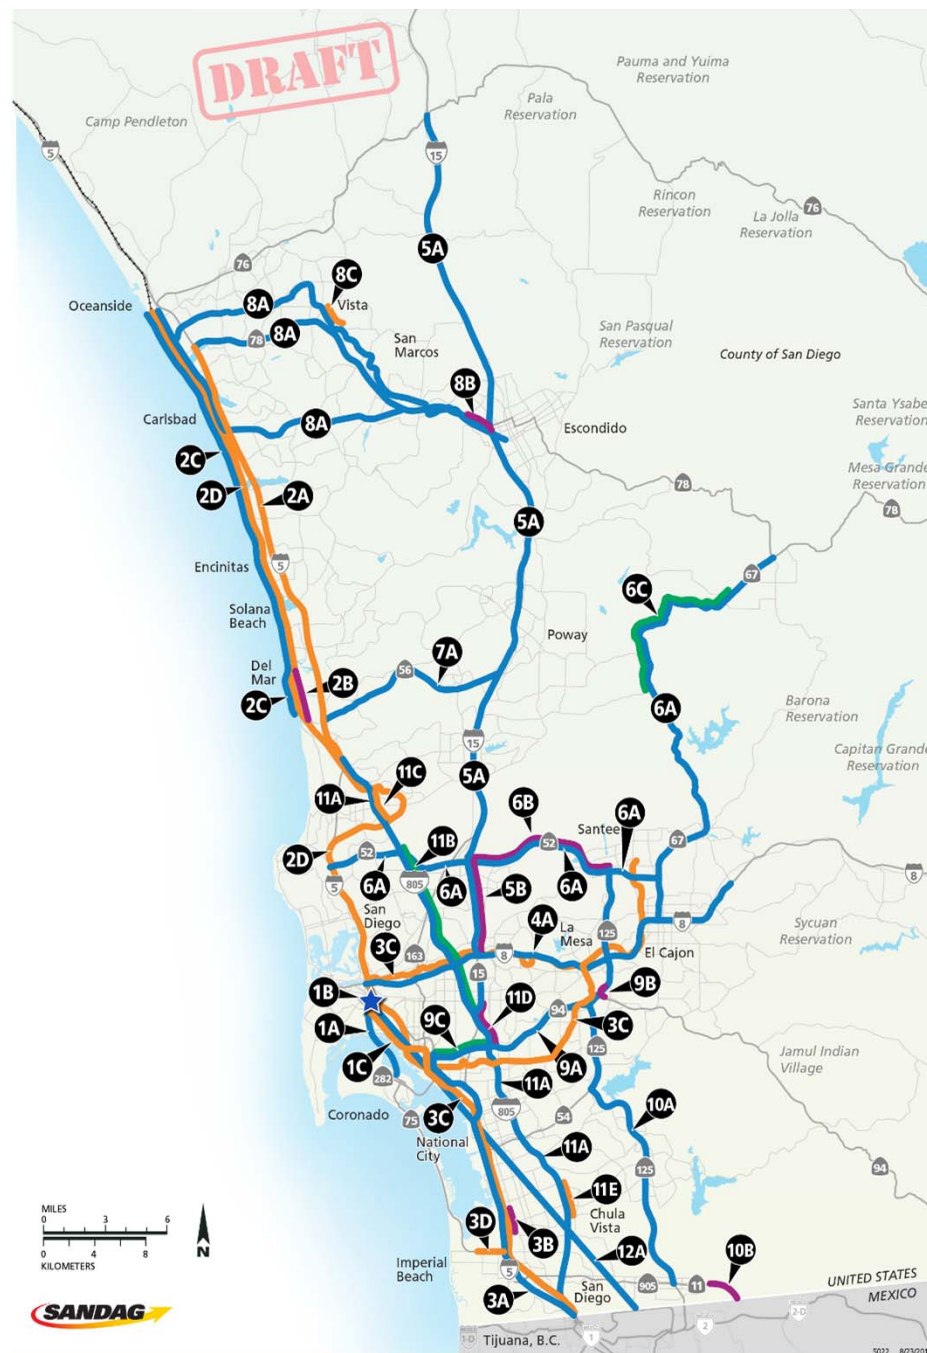 DRAFT
Pauma and Yuima
Reservation
Pala
Reservation
Camp Pendleton
5
15
Rincon
Reservation
La Jolla
Reservation
76
5A
76
8C
Oceanside
8A
Vista
8A
78
San
Marcos
San Pasqual
Reservation
County of San Diego
8B
Carlsbad
8A
Escondido
Santa Ysabel
Reservation
2C
Mesa Grande
Reservation
78
2D
2A
78
5A
Encinitas
5
67
6C
Solana
Beach
Poway
Del
Mar
7A
56
2B
2C
6A
Barona
Reservation
15
Capitan Grande
Reservation
11C
5A
11A
6B
6A
Santee
11B
52
67
2D
52
6A
805
6A
6A
5
5B
8
San
Diego
4A
La
Mesa
Sycuan
Reservation
3C
163
8
125
8
El Cajon
15
1B
9B
11D
94
1A
9C
3C
125
1C
282
11A
9A
Jamul Indian
Village
Coronado
75
3C
805
54
10A
National
City
11A
125
94
MILES
0 3 6
0 4 8
KILOMETERS
N
11E
Chula
Vista
3D
3B
12A
10B
Imperial
Beach
5
905
11
UNITED STATES
MEXICO
SANDAG
3A
San
Diego
1-D
Tijuana, B.C.
1
2
2-D